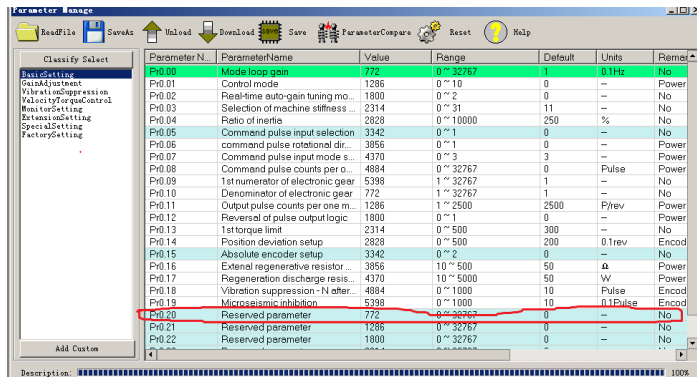 Parameter Manage
ReadFile SaveAs Unload Download save Save ParameterCompare Reset ? Help
Classify Select
BasicSetting
GainAdjustment
VibrationSuppression
VelocityTorqueControl
MonitorSetting
ExtensionSetting
SpecialSetting
FactorySetting
Add Custom
Parameter N... ParameterName Value Range Default Units Remar
Pr0.00 Mode loop gain 772 0 ~ 32767 1 0.1Hz No
Pr0.01 Control mode 1286 0 ~ 10 0 — Power
Pr0.02 Real-time auto-gain tuning mo... 1800 0 ~ 2 0 — No
Pr0.03 Selection of machine stiffness ... 2314 0 ~ 31 11 — No
Pr0.04 Ratio of inertia 2828 0 ~ 10000 250 % No
Pr0.05 Command pulse input selection 3342 0 ~ 1 0 — No
Pr0.06 command pulse rotational dir... 3856 0 ~ 1 0 — Power
Pr0.07 Command pulse input mode s... 4370 0 ~ 3 3 — Power
Pr0.08 Command pulse counts per o... 4884 0 ~ 32767 0 Pulse Power
Pr0.09 1st numerator of electronic gear 5398 1 ~ 32767 1 — No
Pr0.10 Denominator of electronic gear 772 1 ~ 32767 1 — No
Pr0.11 Output pulse counts per one m... 1286 1 ~ 2500 2500 P/rev Power
Pr0.12 Reversal of pulse output logic 1800 0 ~ 1 0 — Power
Pr0.13 1st torque limit 2314 0 ~ 500 300 — No
Pr0.14 Position deviation setup 2828 0 ~ 500 200 0.1rev Encod
Pr0.15 Absolute encoder setup 3342 0 ~ 2 0 — No
Pr0.16 Extenal regenerative resistor ... 3856 10 ~ 500 50 Ω Power
Pr0.17 Regeneration discharge resis... 4370 10 ~ 5000 50 W Power
Pr0.18 Vibration suppression - N after... 4884 0 ~ 1000 10 Pulse Encod
Pr0.19 Microseismic inhibition 5398 0 ~ 1000 10 0.1Pulse Encod
Pr0.20 Reserved parameter 772 0 ~ 32767 0 — No
Pr0.21 Reserved parameter 1286 0 ~ 32767 0 — No
Pr0.22 Reserved parameter 1800 0 ~ 32767 0 — No
Description: 100%